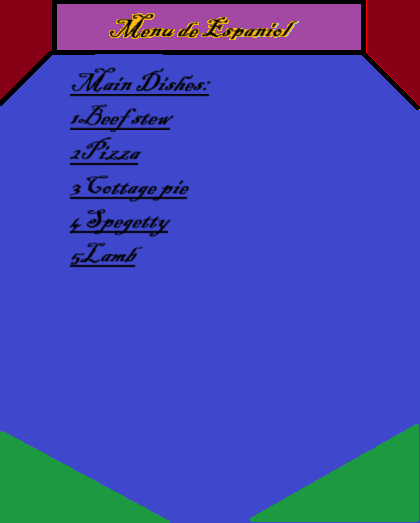 Menu de Espaniol
Main Dishes:
1.Beef stew
2Pizza
3 Cottage pie
4 Spegetty
5Lamb